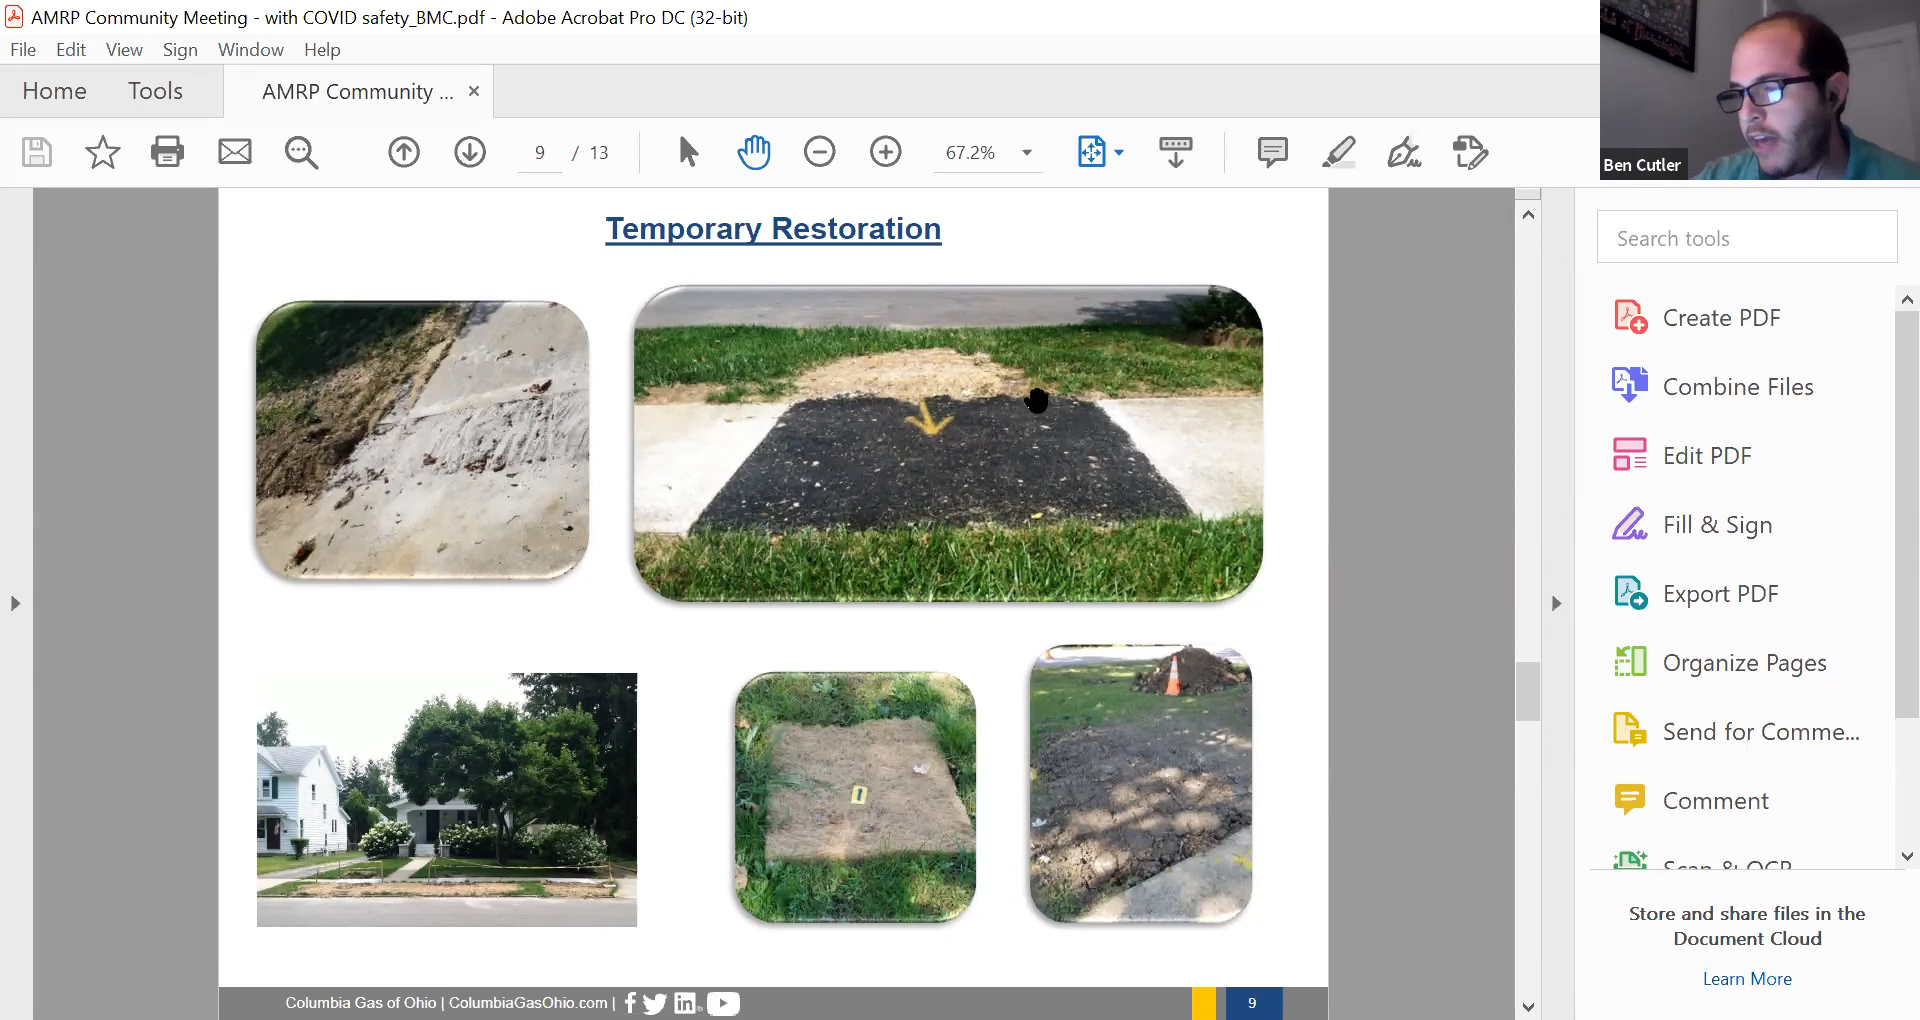 AMRP Community Meeting - with COVID safety_BMC.pdf - Adobe Acrobat Pro DC (32-bit)
File Edit View Sign Window Help
Home Tools AMRP Community ... ×
9 / 13 67.2%
Ben Cutler
Temporary Restoration
Search tools
Create PDF
Combine Files
Edit PDF
Fill & Sign
Export PDF
Organize Pages
Send for Comme...
Comment
Scan & OCR
Store and share files in the
Document Cloud
Learn More
Columbia Gas of Ohio | ColumbiaGasOhio.com |
9